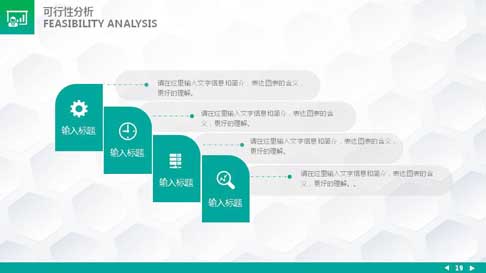 可行性分析
FEASIBILITY ANALYSIS
请在这里输入文字信息和简介，表达图表的含义，
更好的理解。
输入标题
请在这里输入文字信息和简介，表达图表的含
义，更好的理解。
输入标题
请在这里输入文字信息和简介，表达图表的含义，
更好的理解。
输入标题
请在这里输入文字信息和简介，表达图表的含
义，更好的理解。。
输入标题
19